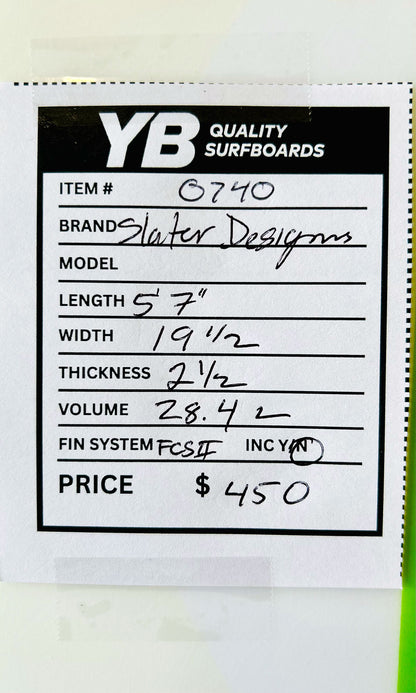 YB QUALITY
SURFBOARDS
ITEM # 0740
BRAND Slater Designs
MODEL
LENGTH 5' 7"
WIDTH 19 1/2
THICKNESS 2 1/2
VOLUME 28.4 L
FIN SYSTEM FCSII INC Y/N
PRICE $ 450